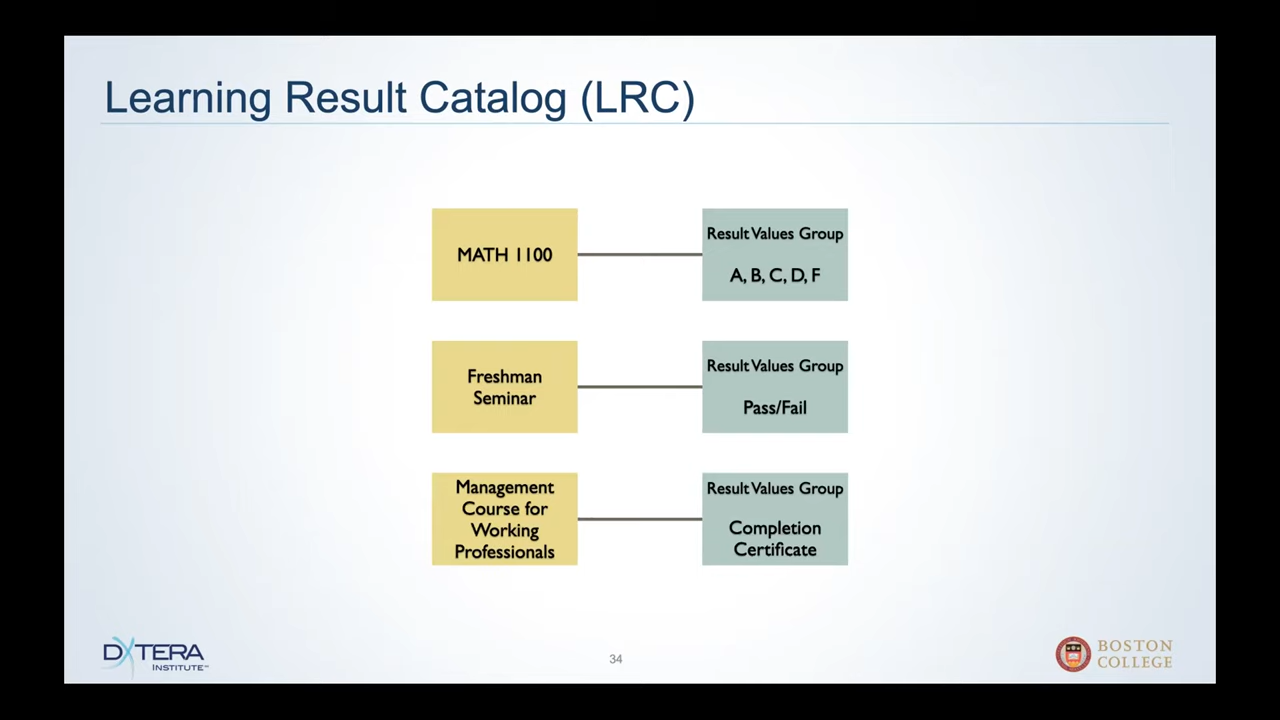 Learning Result Catalog (LRC)
MATH 1100
Result Values Group
A, B, C, D, F
Freshman
Seminar
Result Values Group
Pass/Fail
Management
Course for
Working
Professionals
Result Values Group
Completion
Certificate
DXTERA
INSTITUTE™
34
BOSTON
COLLEGE